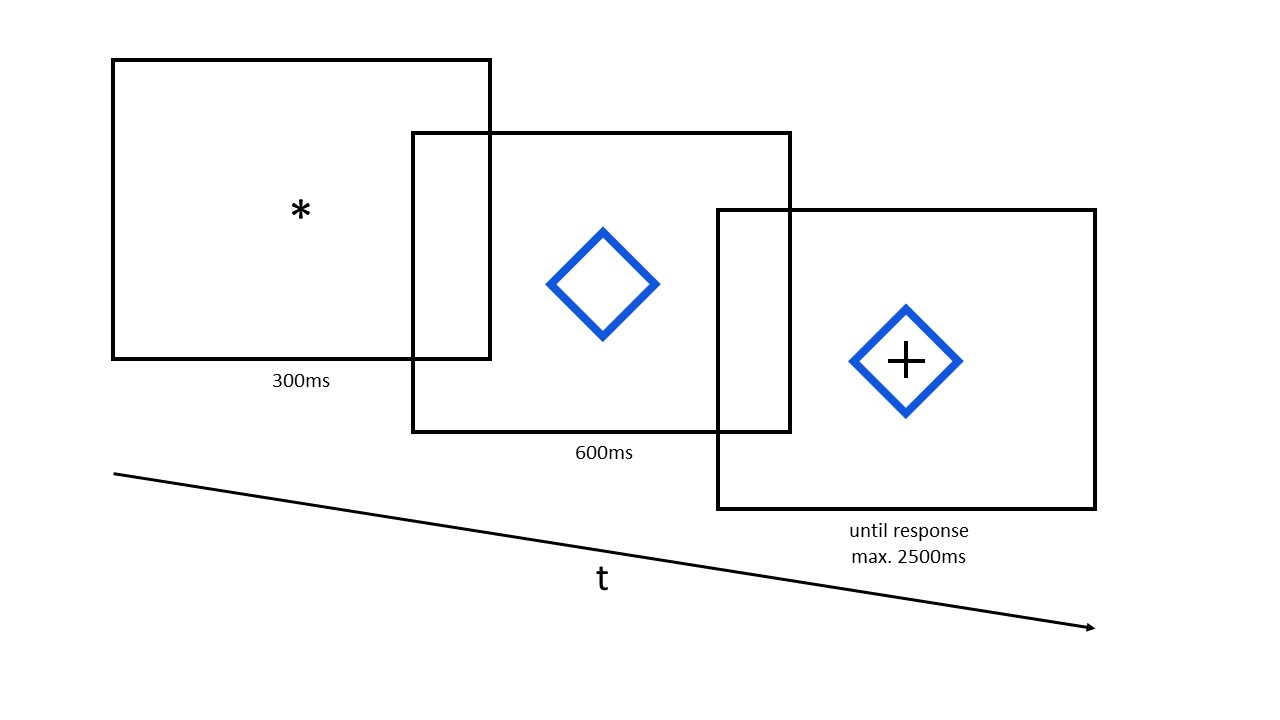 *
300ms
600ms
+
until response
max. 2500ms
t